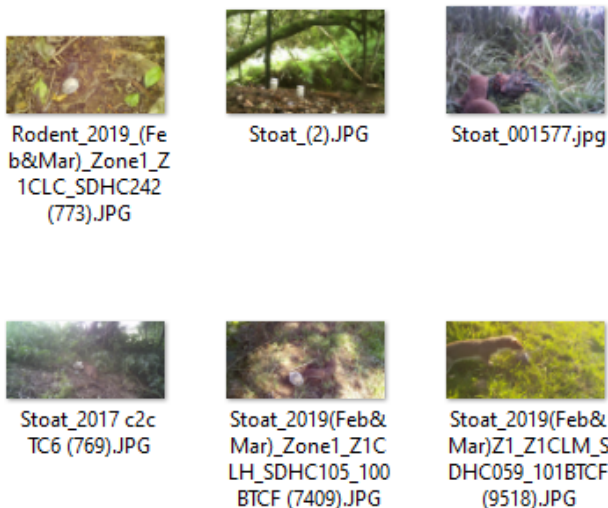 Rodent_2019_(Fe
b&Mar)_Zone1_Z
1CLC_SDHC242
(773).JPG
Stoat_(2).JPG
Stoat_001577.jpg
Stoat_2017 c2c
TC6 (769).JPG
Stoat_2019(Feb&
Mar)_Zone1_Z1C
LH_SDHC105_100
BTCF (7409).JPG
Stoat_2019(Feb&
Mar)Z1_Z1CLM_S
DHC059_101BTCF
(9518).JPG